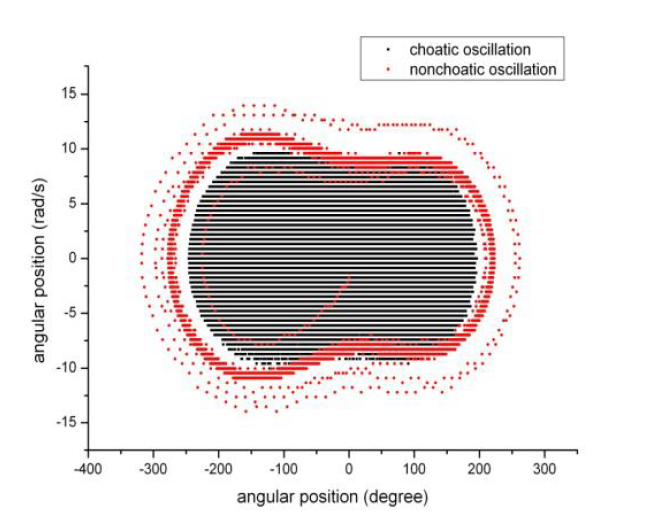 choatic oscillation
nonchoatic oscillation
15
10
5
0
-5
-10
-15
angular position (rad/s)
-400 -300 -200 -100 0 100 200 300
angular position (degree)